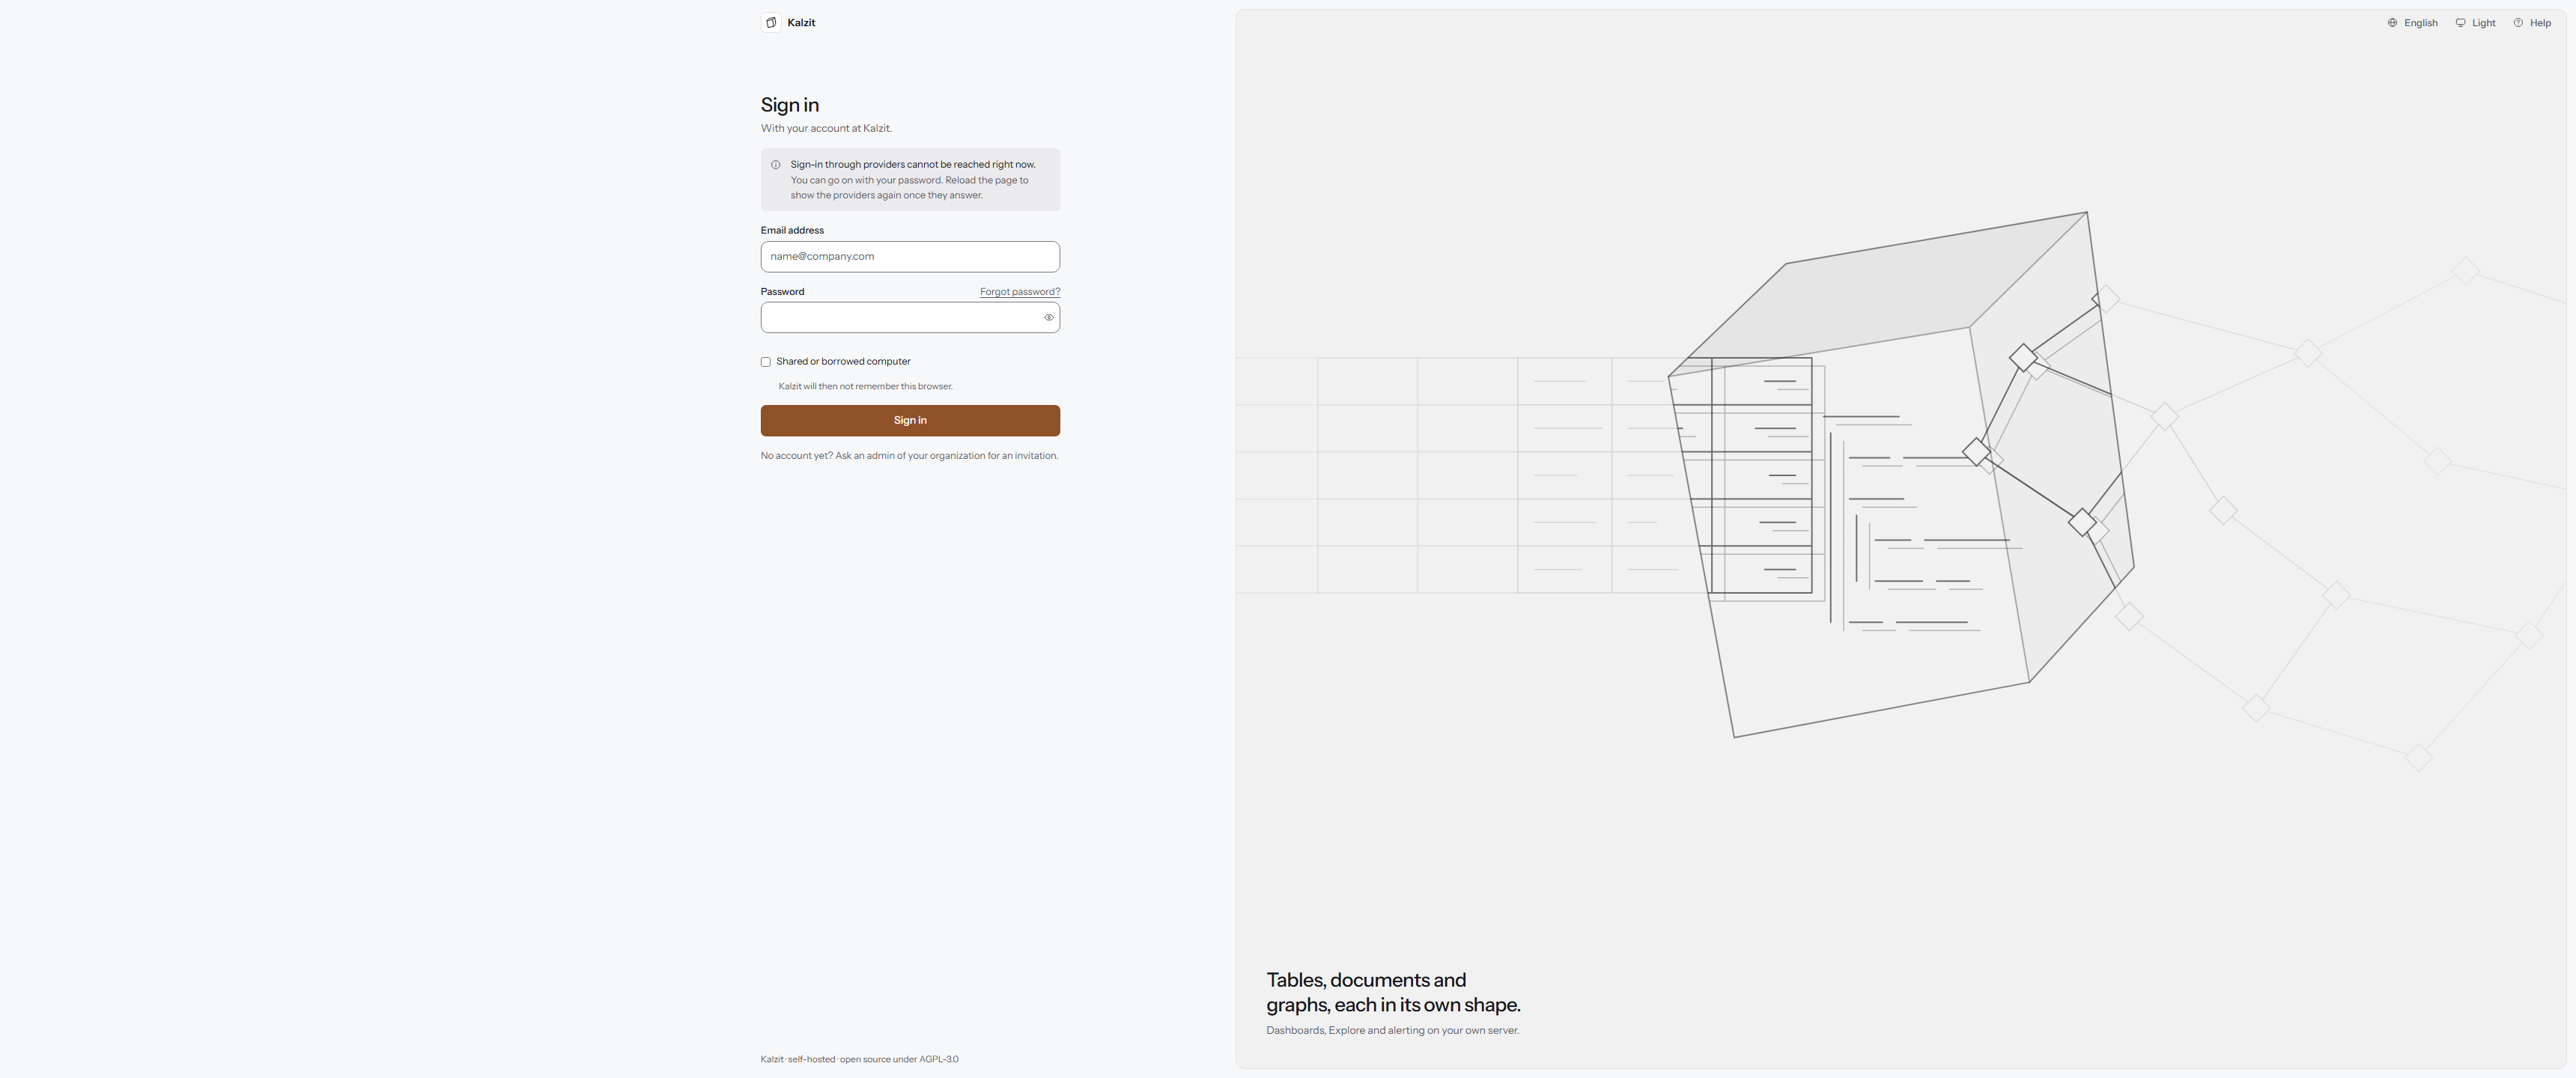 Kalzit
English
Light
Help
Sign in
With your account at Kalzit.
Sign-in through providers cannot be reached right now.
You can go on with your password. Reload the page to
show the providers again once they answer.
Email address
name@company.com
Password
Forgot password?
Shared or borrowed computer
Kalzit will then not remember this browser.
Sign in
No account yet? Ask an admin of your organization for an invitation.
Tables, documents and
graphs, each in its own shape.
Dashboards, Explore and alerting on your own server.
Kalzit · self-hosted · open source under AGPL-3.0